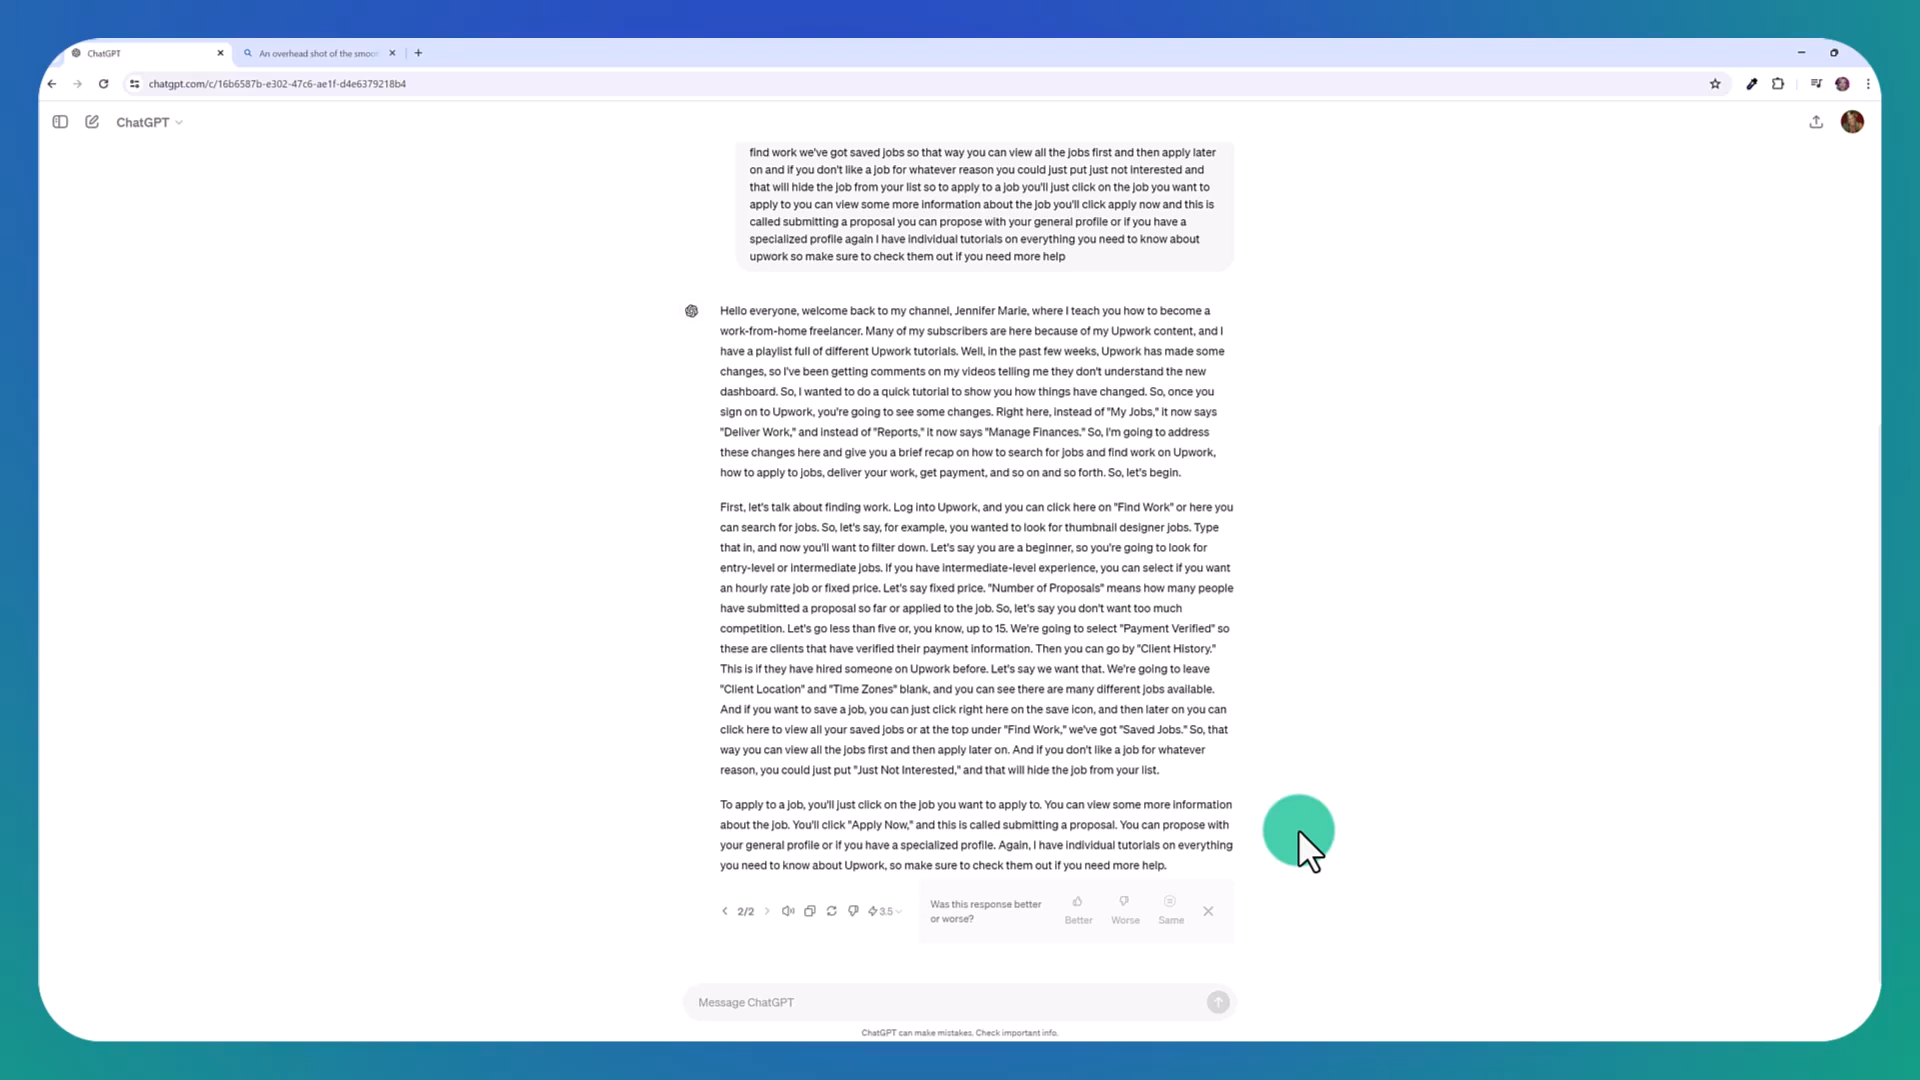 ChatGPT
An overhead shot of the smoo
chatgpt.com/c/16b6587b-e302-47c6-ae1f-d4e6379218b4
ChatGPT
find work we've got saved jobs so that way you can view all the jobs first and then apply later
on and if you don't like a job for whatever reason you could just put just not interested and
that will hide the job from your list so to apply to a job you'll just click on the job you want to
apply to you can view some more information about the job you'll click apply now and this is
called submitting a proposal you can propose with your general profile or if you have a
specialized profile again I have individual tutorials on everything you need to know about
upwork so make sure to check them out if you need more help
Hello everyone, welcome back to my channel, Jennifer Marie, where I teach you how to become a
work-from-home freelancer. Many of my subscribers are here because of my Upwork content, and I
have a playlist full of different Upwork tutorials. Well, in the past few weeks, Upwork has made some
changes, so I've been getting comments on my videos telling me they don't understand the new
dashboard. So, I wanted to do a quick tutorial to show you how things have changed. So, once you
sign on to Upwork, you're going to see some changes. Right here, instead of "My Jobs," it now says
"Deliver Work," and instead of "Reports," it now says "Manage Finances." So, I'm going to address
these changes here and give you a brief recap on how to search for jobs and find work on Upwork,
how to apply to jobs, deliver your work, get payment, and so on and so forth. So, let's begin.
First, let's talk about finding work. Log into Upwork, and you can click here on "Find Work" or here you
can search for jobs. So, let's say, for example, you wanted to look for thumbnail designer jobs. Type
that in, and now you'll want to filter down. Let's say you are a beginner, so you're going to look for
entry-level or intermediate jobs. If you have intermediate-level experience, you can select if you want
an hourly rate job or fixed price. Let's say fixed price. "Number of Proposals" means how many people
have submitted a proposal so far or applied to the job. So, let's say you don't want too much
competition. Let's go less than five or, you know, up to 15. We're going to select "Payment Verified" so
these are clients that have verified their payment information. Then you can go by "Client History."
This is if they have hired someone on Upwork before. Let's say we want that. We're going to leave
"Client Location" and "Time Zones" blank, and you can see there are many different jobs available.
And if you want to save a job, you can just click right here on the save icon, and then later on you can
click here to view all your saved jobs or at the top under "Find Work," we've got "Saved Jobs." So, that
way you can view all the jobs first and then apply later on. And if you don't like a job for whatever
reason, you could just put "Just Not Interested," and that will hide the job from your list.
To apply to a job, you'll just click on the job you want to apply to. You can view some more information
about the job. You'll click "Apply Now," and this is called submitting a proposal. You can propose with
your general profile or if you have a specialized profile. Again, I have individual tutorials on everything
you need to know about Upwork, so make sure to check them out if you need more help.
2/2
3.5
Was this response better
or worse?
Better
Worse
Same
Message ChatGPT
ChatGPT can make mistakes. Check important info.